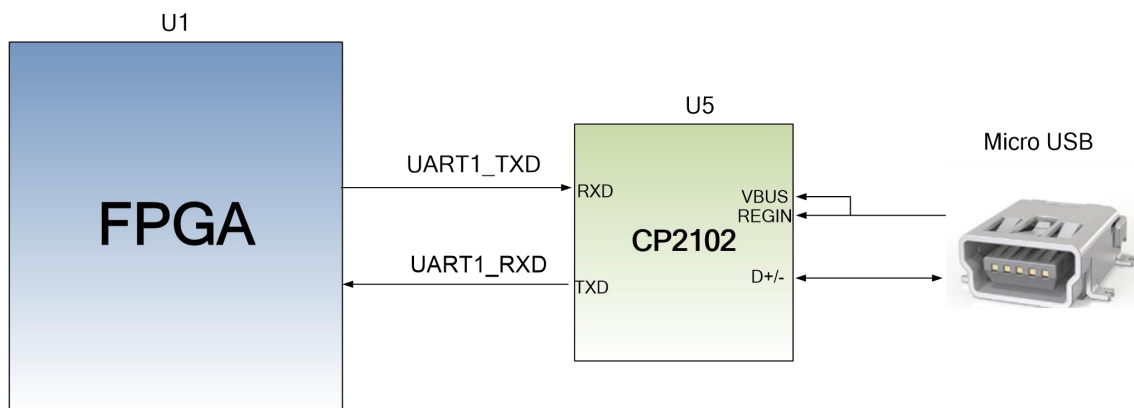 U1
FPGA
UART1_TXD
UART1_RXD
U5
RXD
TXD
CP2102
VBUS
REGIN
D+/-
Micro USB